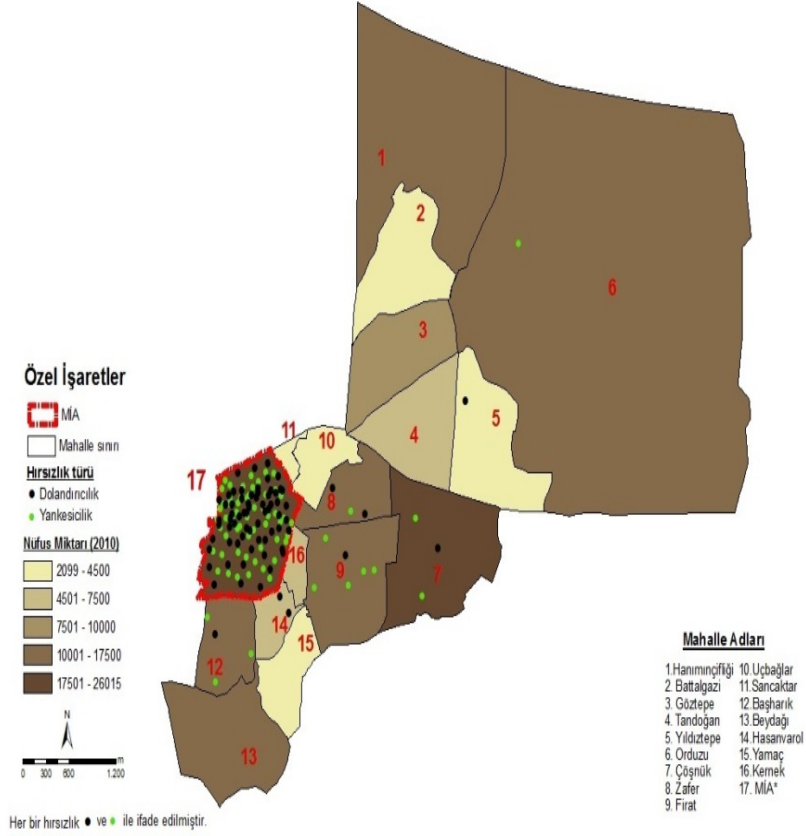 1
2
6
3
5
4
11
10
17
8
16
9
7
14
15
12
13
Özel İşaretler
MİA
Mahalle sınırı
Hırsızlık türü
Dolandırıcılık
Yankesicilik
Nüfus Miktarı (2010)
2099 - 4500
4501 - 7500
7501 - 10000
10001 - 17500
17501 - 26015
N
m
0 300 600 1.200
Her bir hırsızlık ● ve ● ile ifade edilmiştir.
Mahalle Adları
1.Hanımınçifliği 10.Uçbağlar
2. Battalgazi 11.Sancaktar
3. Göztepe 12.Başharık
4. Tandoğan 13.Beydağı
5. Yıldıztepe 14.Hasanvarol
6. Orduzu 15.Yamaç
7. Çöşnük 16.Kernek
8. Zafer 17. MİA*
9. Fırat